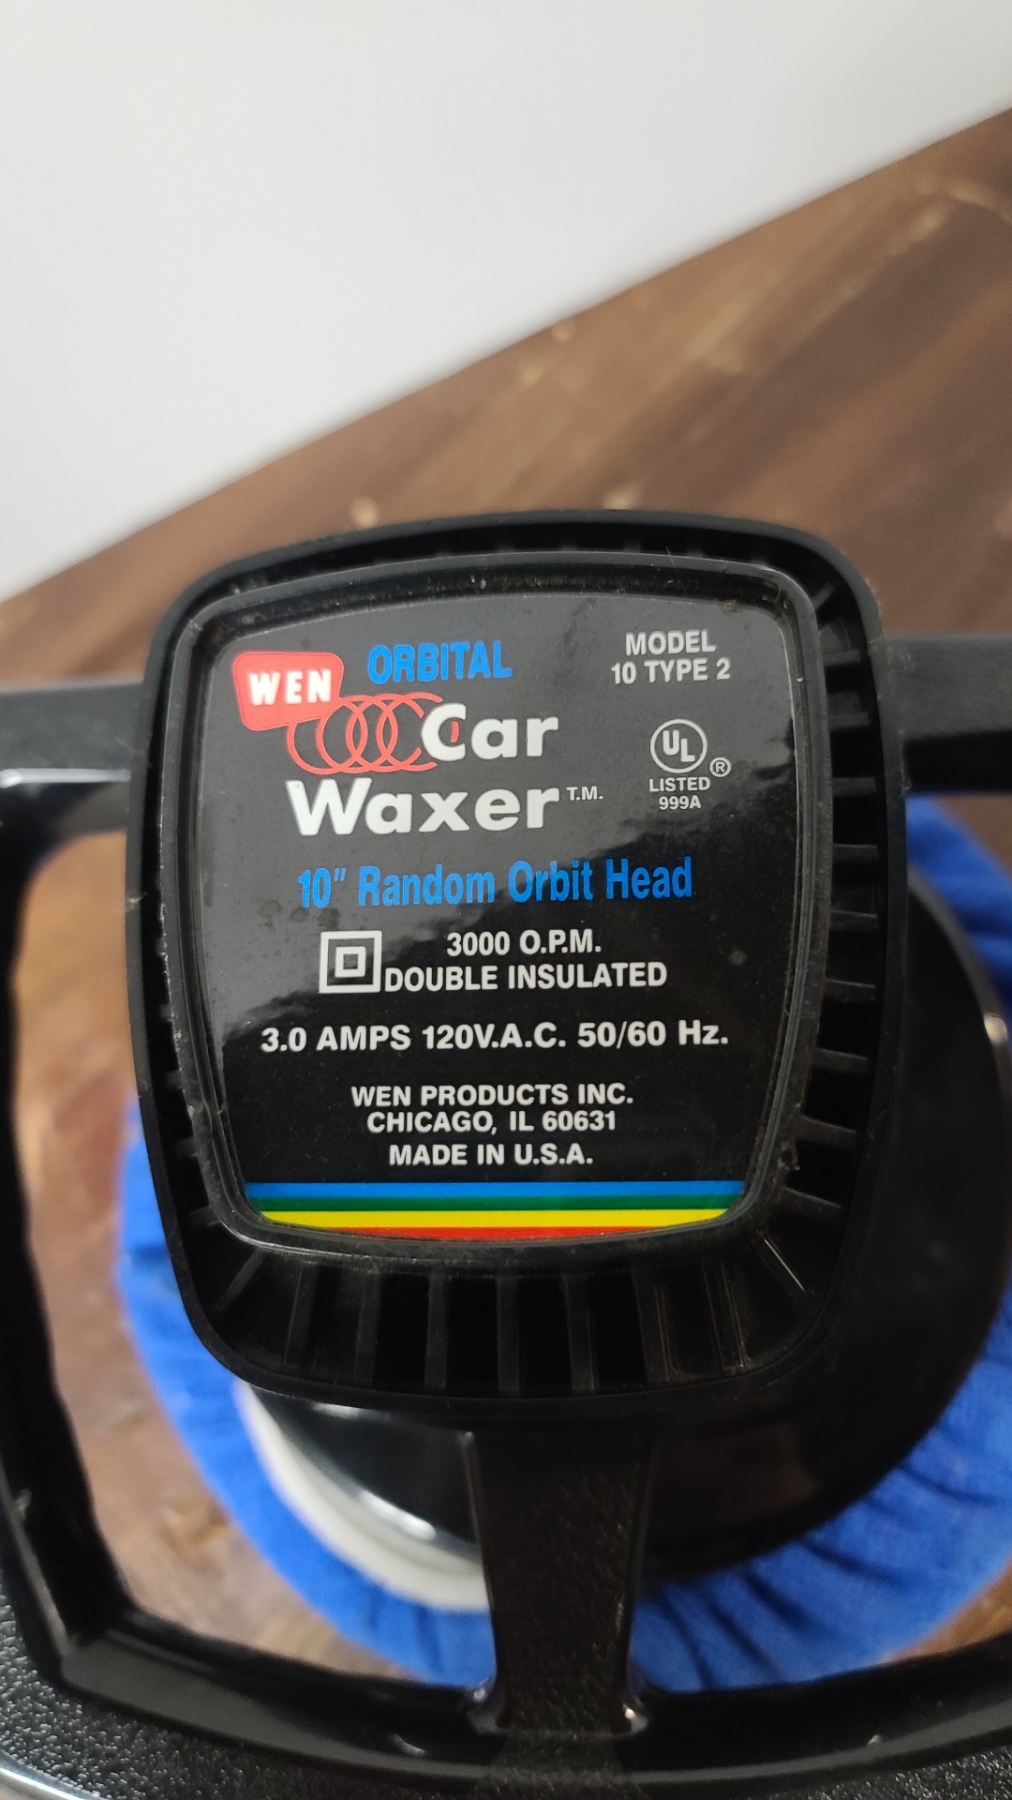 WEN
ORBITAL
Car
Waxer T.M.
MODEL
10 TYPE 2
UL ®
LISTED
999A
10" Random Orbit Head
3000 O.P.M.
DOUBLE INSULATED
3.0 AMPS 120V.A.C. 50/60 Hz.
WEN PRODUCTS INC.
CHICAGO, IL 60631
MADE IN U.S.A.